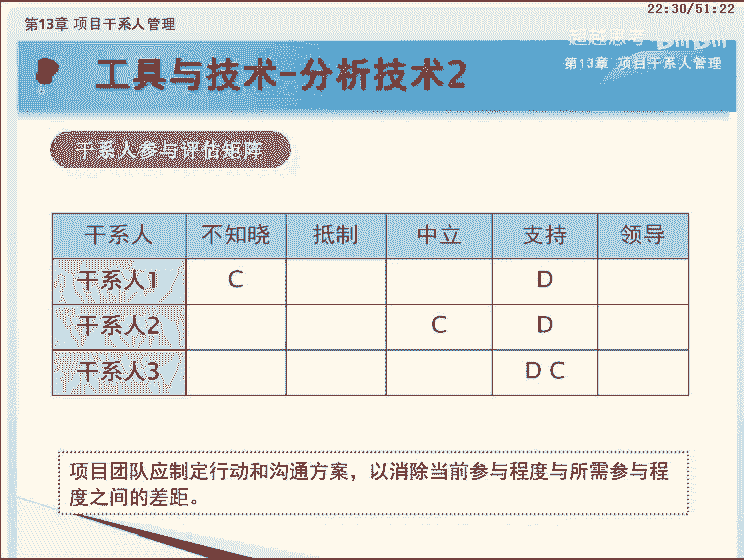 22:30/51:22
第13章 项目干系人管理
超越思考 bilibili
第13章 项目干系人管理
工具与技术-分析技术2
干系人参与评估矩阵
干系人 不知晓 抵制 中立 支持 领导
干系人1 C D
干系人2 C D
干系人3 D C
项目团队应制定行动和沟通方案，以消除当前参与程度与所需参与程
度之间的差距。